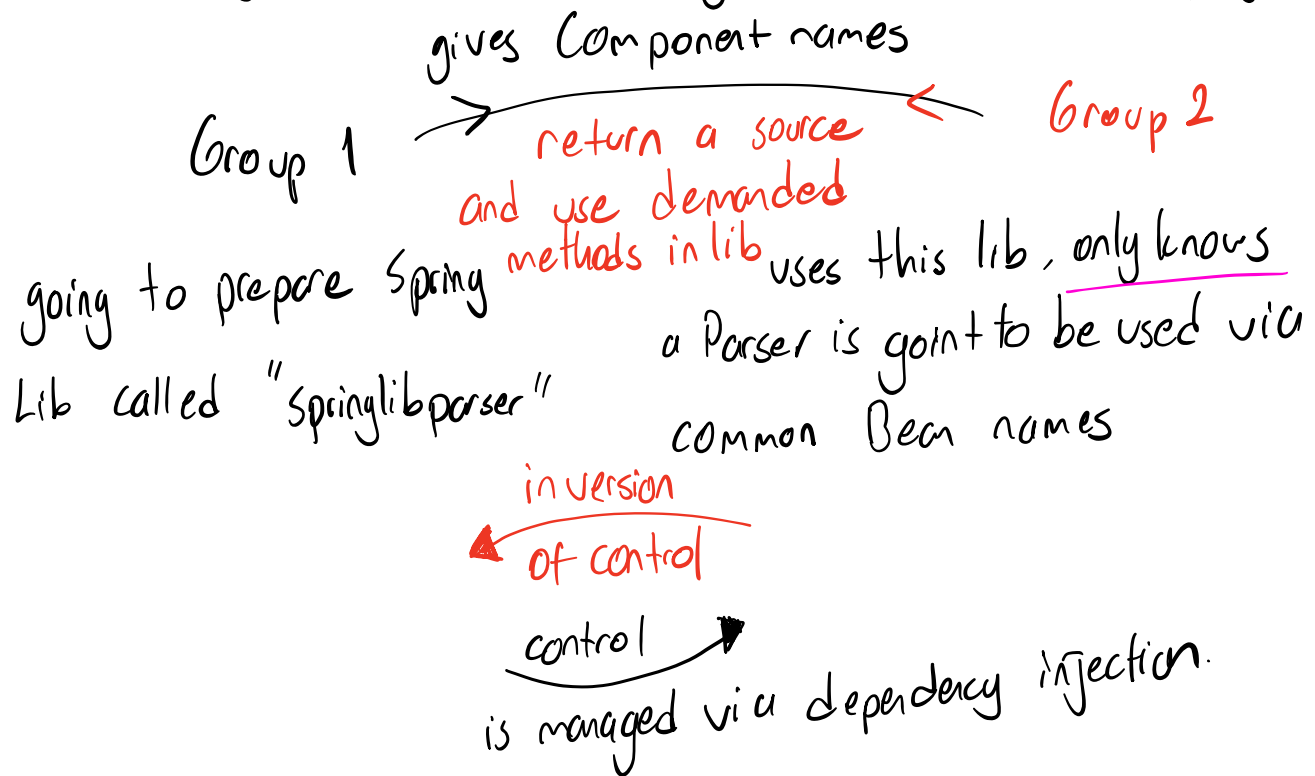 gives Component names
Group 1
Group 2
return a source
and use demanded
methods in lib
going to prepare Spring
Lib called "springlibparser"
uses this lib, only knows
a Parser is goint to be used via
common Bean names
inversion
of control
control
is managed via dependency injection.